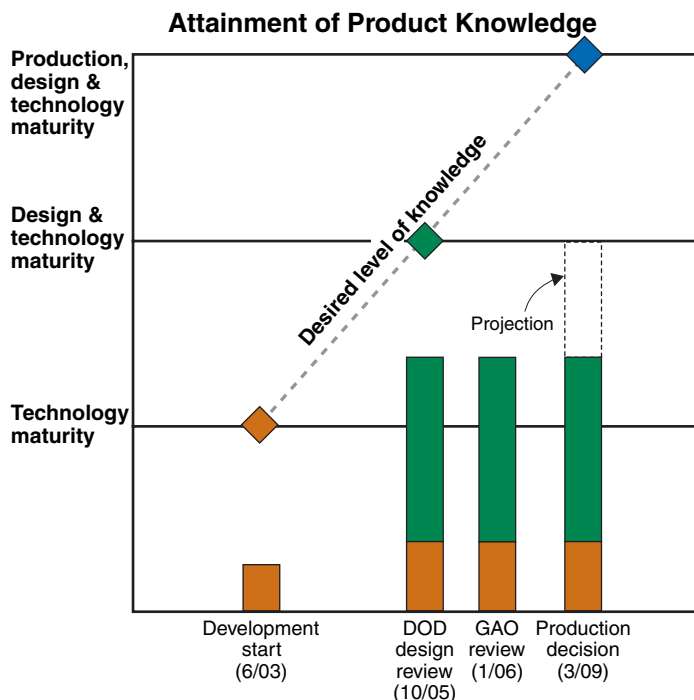 Attainment of Product Knowledge
Production,
design &
technology
maturity
Design &
technology
maturity
Desired level of knowledge
Projection
Technology
maturity
Development
start
(6/03)
DOD
design
review
(10/05)
GAO
review
(1/06)
Production
decision
(3/09)